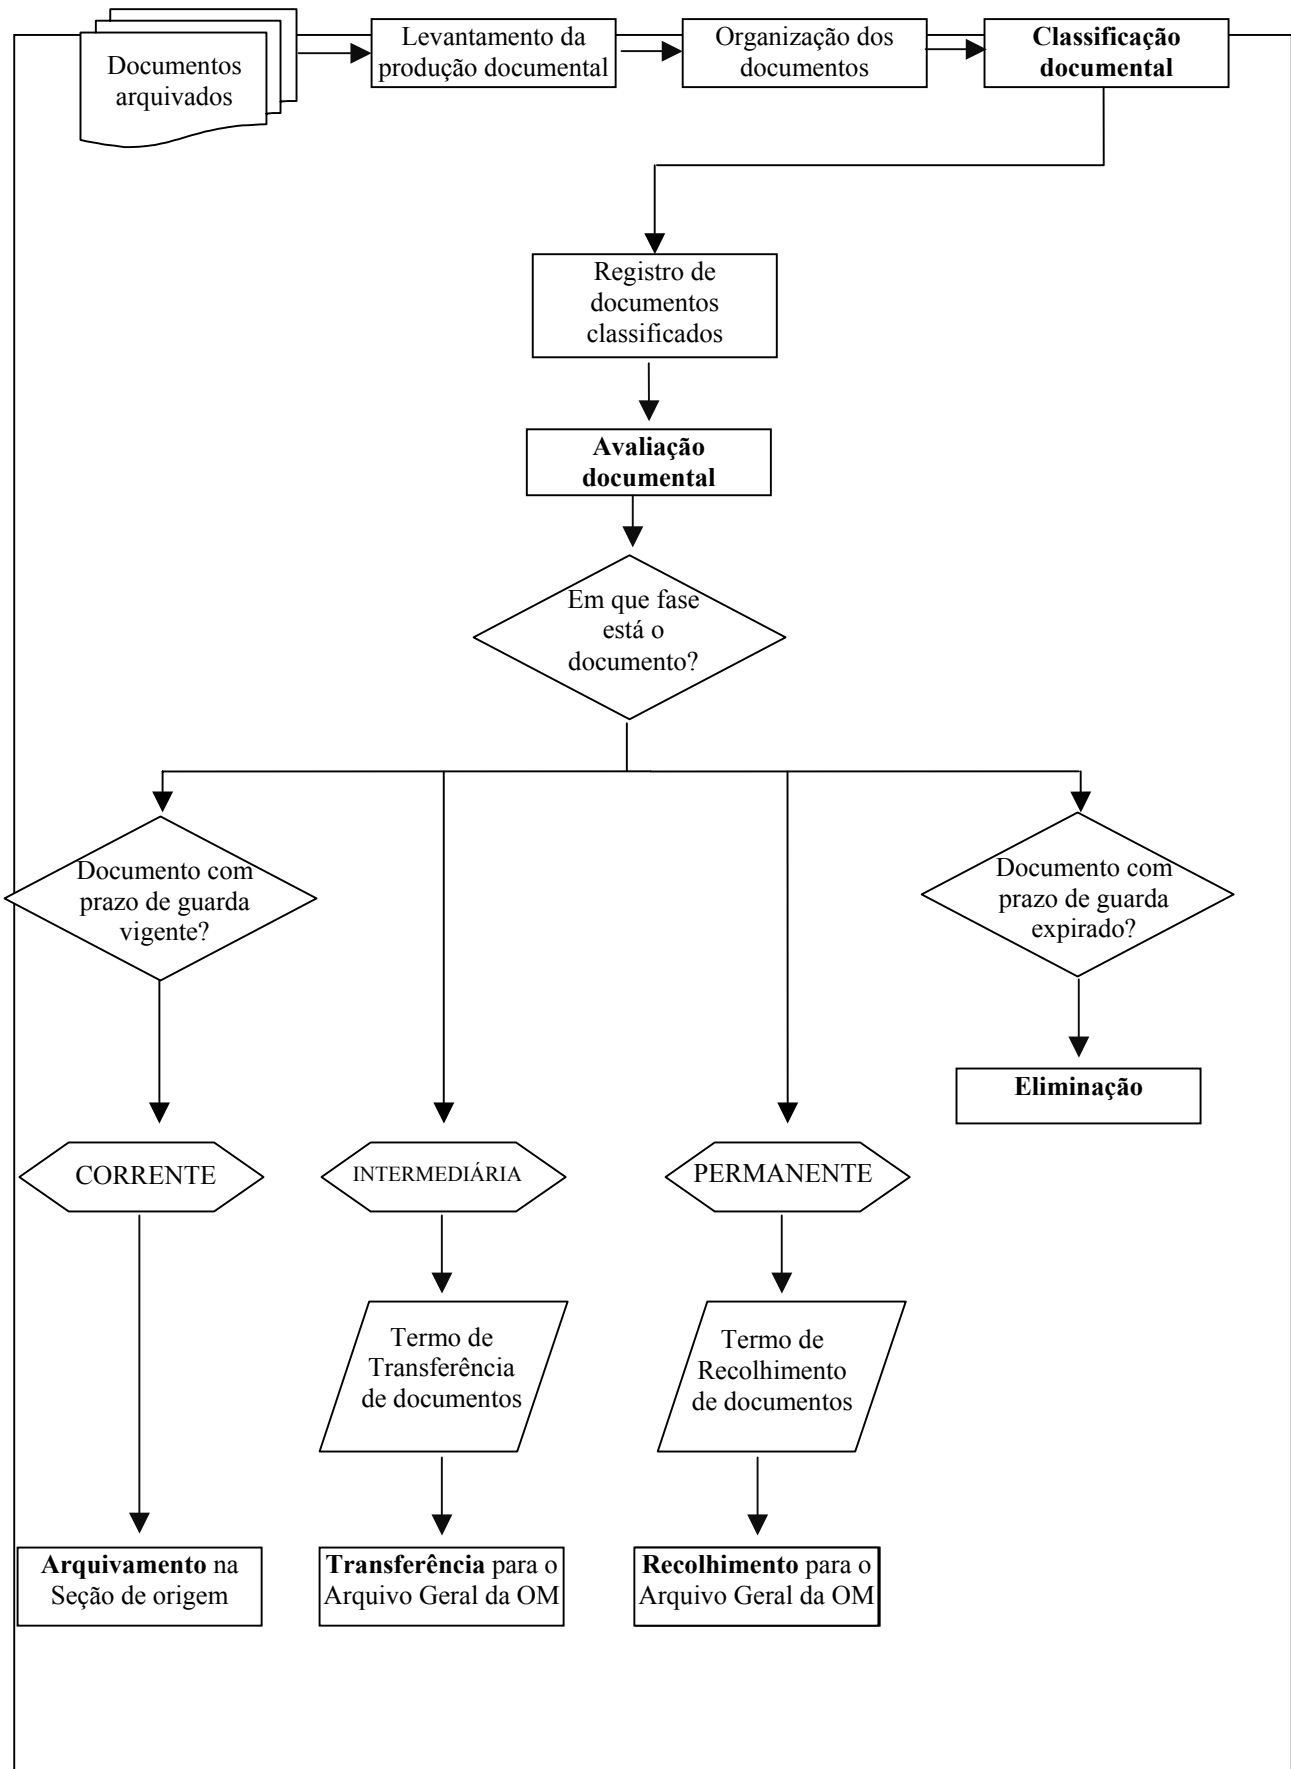 Documentos
arquivados
Levantamento da
produção documental
Organização dos
documentos
Classificação
documental
Registro de
documentos
classificados
Avaliação
documental
Em que fase
está o
documento?
Documento com
prazo de guarda
vigente?
Documento com
prazo de guarda
expirado?
Eliminação
CORRENTE
INTERMEDIÁRIA
PERMANENTE
Termo de
Transferência
de documentos
Termo de
Recolhimento
de documentos
Arquivamento na
Seção de origem
Transferência para o
Arquivo Geral da OM
Recolhimento para o
Arquivo Geral da OM